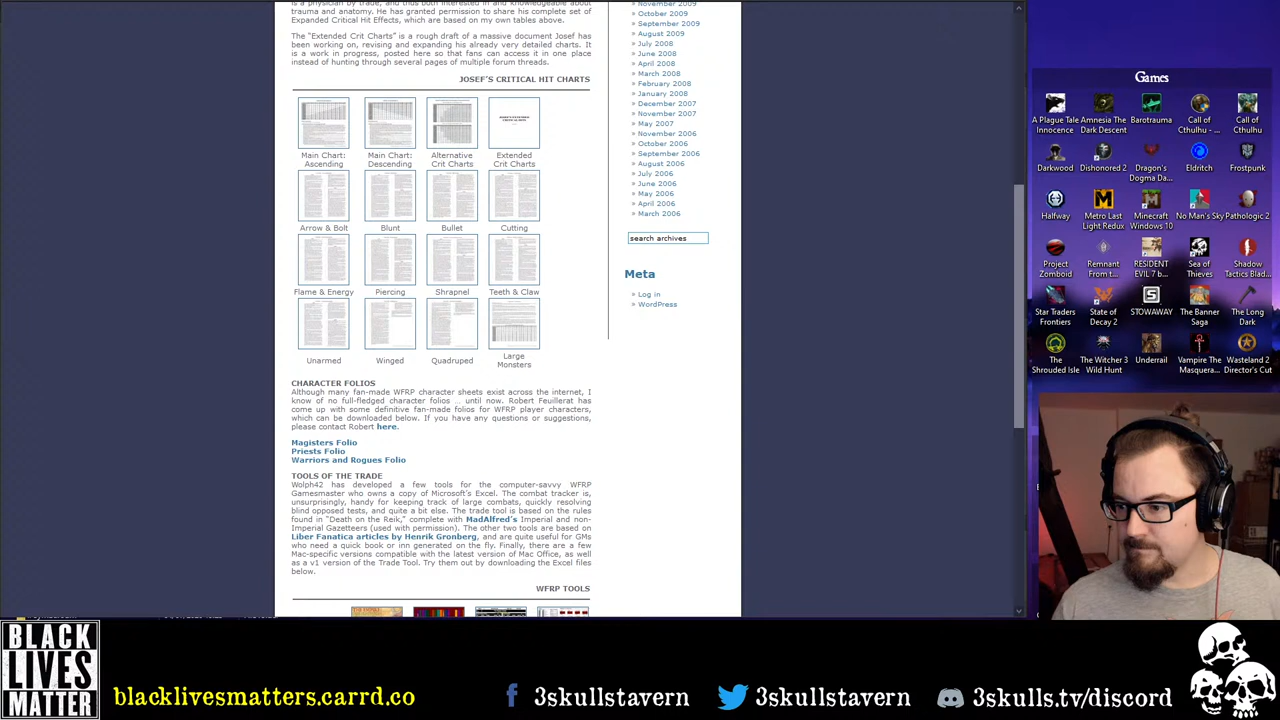 is a physician by trade, and thus both interested in and knowledgeable about
trauma and anatomy. He has granted permission to share his complete set of
Expanded Critical Hit Effects, which are based on my own tables above.
The "Extended Crit Charts" is a rough draft of a massive document Josef has
been working on, revising and expanding his already very detailed charts. It
is a work in progress, posted here so that fans can access it in one place
instead of hunting through several pages of multiple forum threads.
JOSEF'S CRITICAL HIT CHARTS
Main Chart:
Ascending
Main Chart:
Descending
Alternative
Crit Charts
Extended
Crit Charts
Arrow & Bolt
Blunt
Bullet
Cutting
Flame & Energy
Piercing
Shrapnel
Teeth & Claw
Unarmed
Winged
Quadruped
Large
Monsters
CHARACTER FOLIOS
Although many fan-made WFRP character sheets exist across the internet, I
know of no full-fledged character folios ... until now. Robert Feuillerat has
come up with some definitive fan-made folios for WFRP player characters,
which can be downloaded below. If you have any questions or suggestions,
please contact Robert here.
Magisters Folio
Priests Folio
Warriors and Rogues Folio
TOOLS OF THE TRADE
Wolph42 has developed a few tools for the computer-savvy WFRP
Gamesmaster who owns a copy of Microsoft's Excel. The combat tracker is,
unsurprisingly, handy for keeping track of large combats, quickly resolving
blind opposed tests, and quite a bit else. The trade tool is based on the rules
found in "Death on the Reik," complete with MadAlfred's Imperial and non-
Imperial Gazetteers (used with permission). The other two tools are based on
Liber Fanatica articles by Henrik Gronberg, and are quite useful for GMs
who need a quick book or inn generated on the fly. Finally, there are a few
Mac-specific versions compatible with the latest version of Mac Office, as well
as a v1 version of the Trade Tool. Try them out by downloading the Excel files
below.
WFRP TOOLS
» November 2009
» October 2009
» September 2009
» August 2009
» July 2008
» June 2008
» April 2008
» March 2008
» February 2008
» January 2008
» December 2007
» November 2007
» May 2007
» November 2006
» October 2006
» September 2006
» August 2006
» July 2006
» June 2006
» May 2006
» April 2006
» March 2006
search archives
Meta
» Log in
» WordPress
Games
A Plague Tale
Innocence
Amnesia The
Dark Descent
Barotrauma
Call of
Cthulhu - ...
Call of
Cthulhu
Darkwood
Dishonored 2
Dragon's
Dogma Da...
Frostpunk
No Man's Sky
Pathologic 2
Minecraft
Windows...
Project
Zomboid
Remnant
From t...
RESIDENT
EVIL 7 b...
Sea of
Thieves
Shadow
Tactics Blad...
Star Traders
Frontiers
State of
Decay 2
STOWAWAY
The Banner
Saga
The Long
Dark
The
Shrouded Isle
The Witcher 3
Wild Hunt
Underrail
Vampire The
Masquera...
Wasteland 2
Director's Cut
BLACK
LIVES
MATTER
blacklivesmatters.carrd.co
3skullstavern
3skullstavern
3skulls.tv/discord